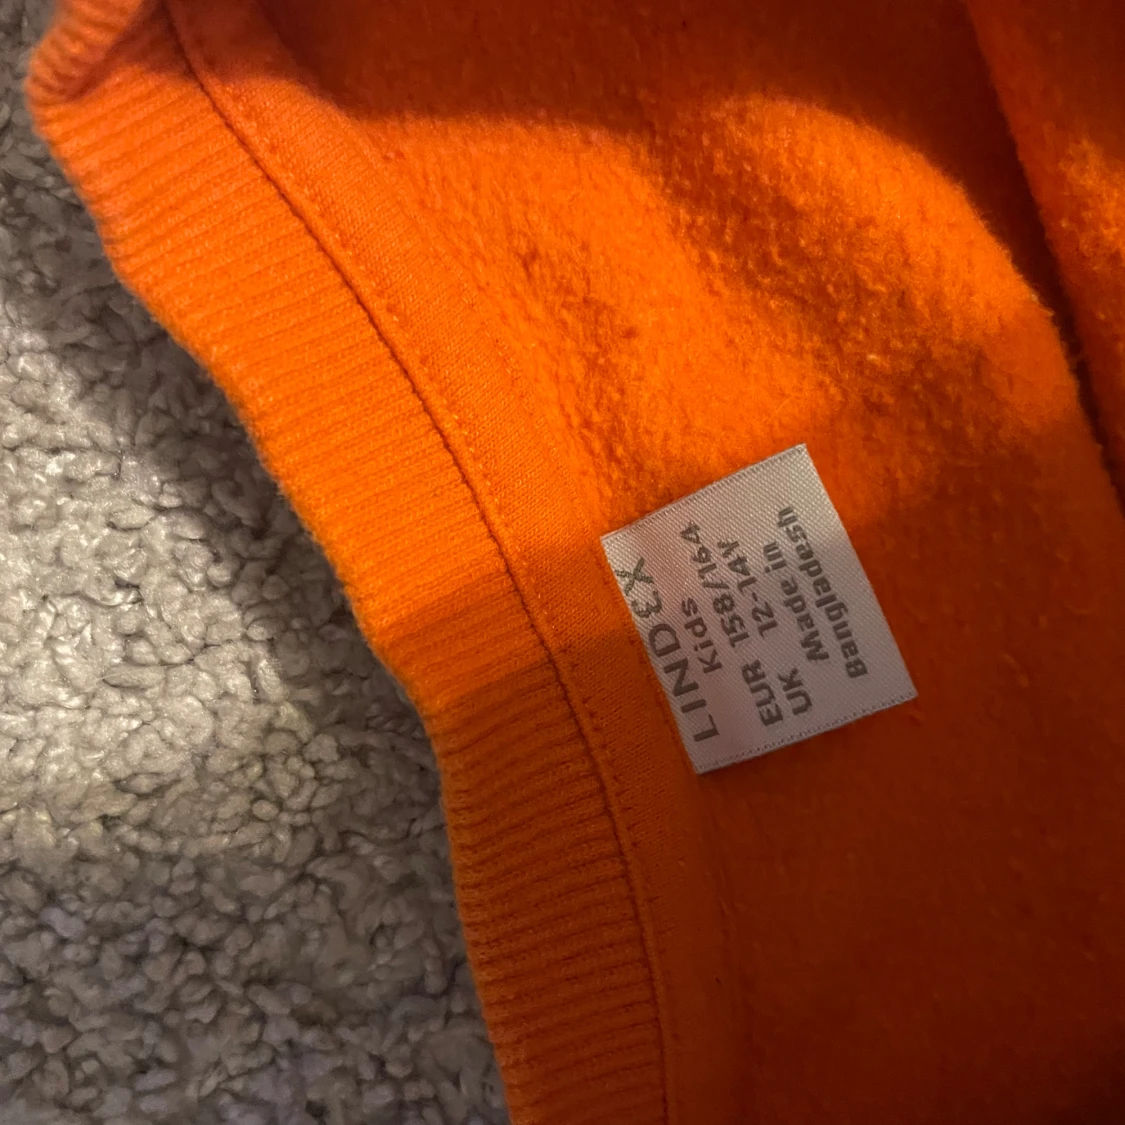 LINDEX
Kids 158/164
EUR 12-14Y
UK Made in
Bangladesh